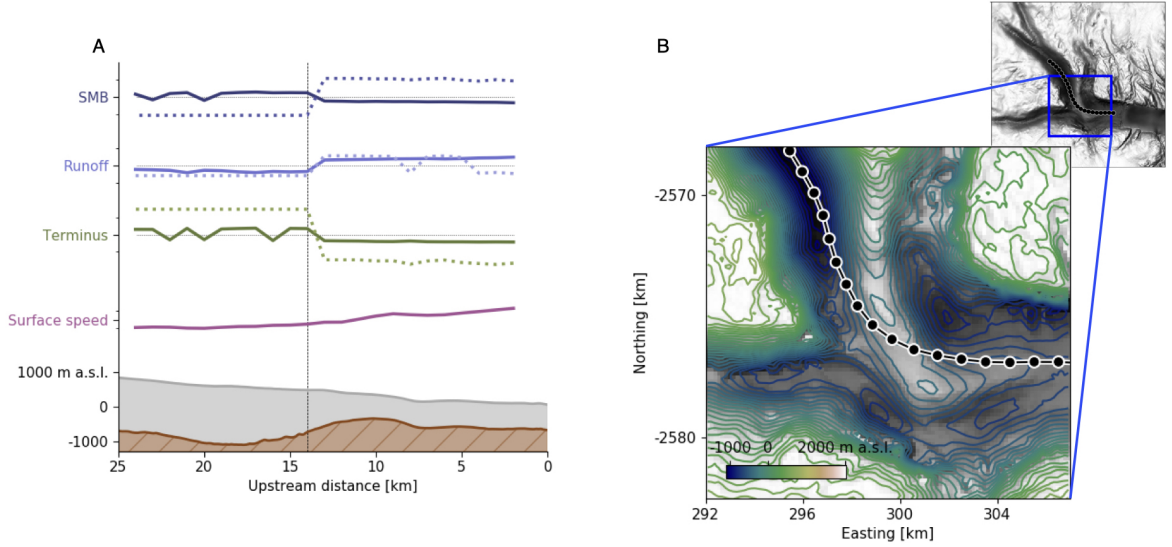 A
B
SMB
Runoff
Terminus
Surface speed
1000 m a.s.l.
0
-1000
25 20 15 10 5 0
Upstream distance [km]
-2570
-2580
Northing [km]
-1000 0 2000 m a.s.l.
292 296 300 304
Easting [km]